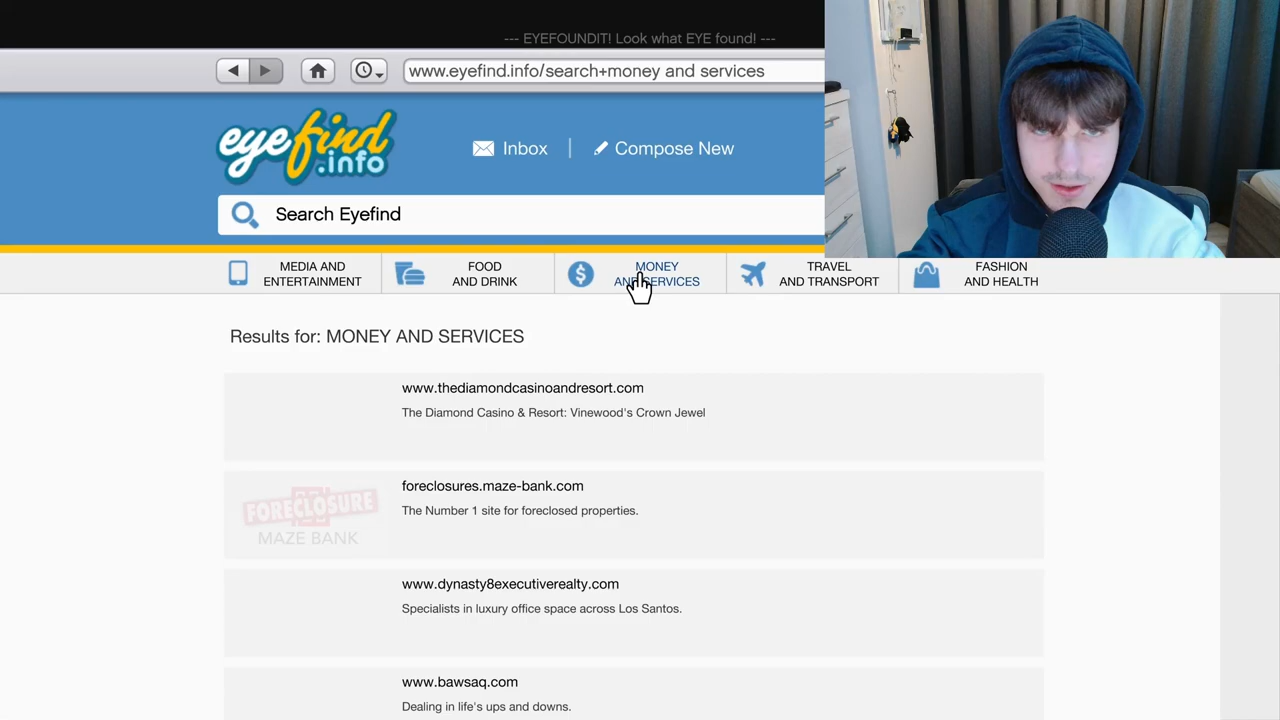 --- EYEFOUNDIT! Look what EYE found! ---
www.eyefind.info/search+money and services
eyefind
.info
Inbox
Compose New
Search Eyefind
MEDIA AND
ENTERTAINMENT
FOOD
AND DRINK
MONEY
AND SERVICES
TRAVEL
AND TRANSPORT
FASHION
AND HEALTH
Results for: MONEY AND SERVICES
www.thediamondcasinoandresort.com
The Diamond Casino & Resort: Vinewood's Crown Jewel
FORECLOSURE
MAZE BANK
foreclosures.maze-bank.com
The Number 1 site for foreclosed properties.
www.dynasty8executiverealty.com
Specialists in luxury office space across Los Santos.
www.bawsaq.com
Dealing in life's ups and downs.